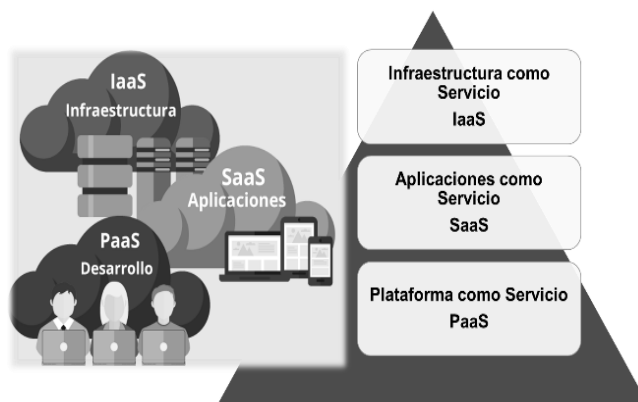 IaaS
Infraestructura
SaaS
Aplicaciones
PaaS
Desarrollo
Infraestructura como
Servicio
IaaS
Aplicaciones como
Servicio
SaaS
Plataforma como Servicio
PaaS